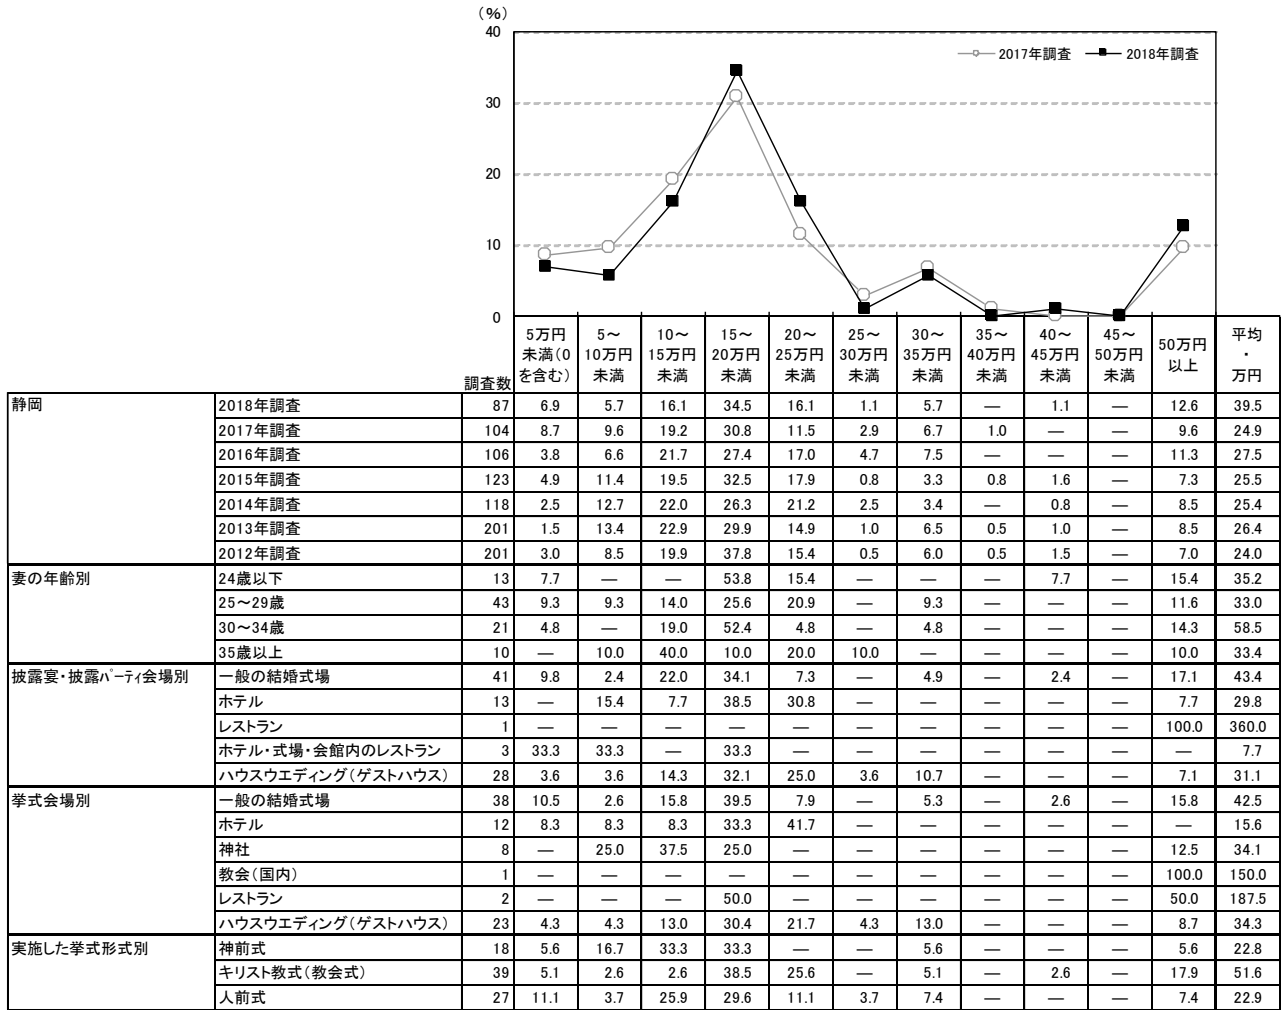 （％）
40
30
20
10
0
2017年調査 2018年調査
調査数 5万円未満（0を含む） 5～10万円未満 10～15万円未満 15～20万円未満 20～25万円未満 25～30万円未満 30～35万円未満 35～40万円未満 40～45万円未満 45～50万円未満 50万円以上 平均・万円
静岡 2018年調査 87 6.9 5.7 16.1 34.5 16.1 1.1 5.7 ― 1.1 ― 12.6 39.5
2017年調査 104 8.7 9.6 19.2 30.8 11.5 2.9 6.7 1.0 ― ― 9.6 24.9
2016年調査 106 3.8 6.6 21.7 27.4 17.0 4.7 7.5 ― ― ― 11.3 27.5
2015年調査 123 4.9 11.4 19.5 32.5 17.9 0.8 3.3 0.8 1.6 ― 7.3 25.5
2014年調査 118 2.5 12.7 22.0 26.3 21.2 2.5 3.4 ― 0.8 ― 8.5 25.4
2013年調査 201 1.5 13.4 22.9 29.9 14.9 1.0 6.5 0.5 1.0 ― 8.5 26.4
2012年調査 201 3.0 8.5 19.9 37.8 15.4 0.5 6.0 0.5 1.5 ― 7.0 24.0
妻の年齢別 24歳以下 13 7.7 ― ― 53.8 15.4 ― ― ― 7.7 ― 15.4 35.2
25～29歳 43 9.3 9.3 14.0 25.6 20.9 ― 9.3 ― ― ― 11.6 33.0
30～34歳 21 4.8 ― 19.0 52.4 4.8 ― 4.8 ― ― ― 14.3 58.5
35歳以上 10 ― 10.0 40.0 10.0 20.0 10.0 ― ― ― ― 10.0 33.4
披露宴・披露ﾊﾟｰﾃｨ会場別 一般の結婚式場 41 9.8 2.4 22.0 34.1 7.3 ― 4.9 ― 2.4 ― 17.1 43.4
ホテル 13 ― 15.4 7.7 38.5 30.8 ― ― ― ― ― 7.7 29.8
レストラン 1 ― ― ― ― ― ― ― ― ― ― 100.0 360.0
ホテル・式場・会館内のレストラン 3 33.3 33.3 ― 33.3 ― ― ― ― ― ― ― 7.7
ハウスウエディング（ゲストハウス） 28 3.6 3.6 14.3 32.1 25.0 3.6 10.7 ― ― ― 7.1 31.1
挙式会場別 一般の結婚式場 38 10.5 2.6 15.8 39.5 7.9 ― 5.3 ― 2.6 ― 15.8 42.5
ホテル 12 8.3 8.3 8.3 33.3 41.7 ― ― ― ― ― ― 15.6
神社 8 ― 25.0 37.5 25.0 ― ― ― ― ― ― 12.5 34.1
教会（国内） 1 ― ― ― ― ― ― ― ― ― ― 100.0 150.0
レストラン 2 ― ― ― 50.0 ― ― ― ― ― ― 50.0 187.5
ハウスウエディング（ゲストハウス） 23 4.3 4.3 13.0 30.4 21.7 4.3 13.0 ― ― ― 8.7 34.3
実施した挙式形式別 神前式 18 5.6 16.7 33.3 33.3 ― ― 5.6 ― ― ― 5.6 22.8
キリスト教式（教会式） 39 5.1 2.6 2.6 38.5 25.6 ― 5.1 ― 2.6 ― 17.9 51.6
人前式 27 11.1 3.7 25.9 29.6 11.1 3.7 7.4 ― ― ― 7.4 22.9